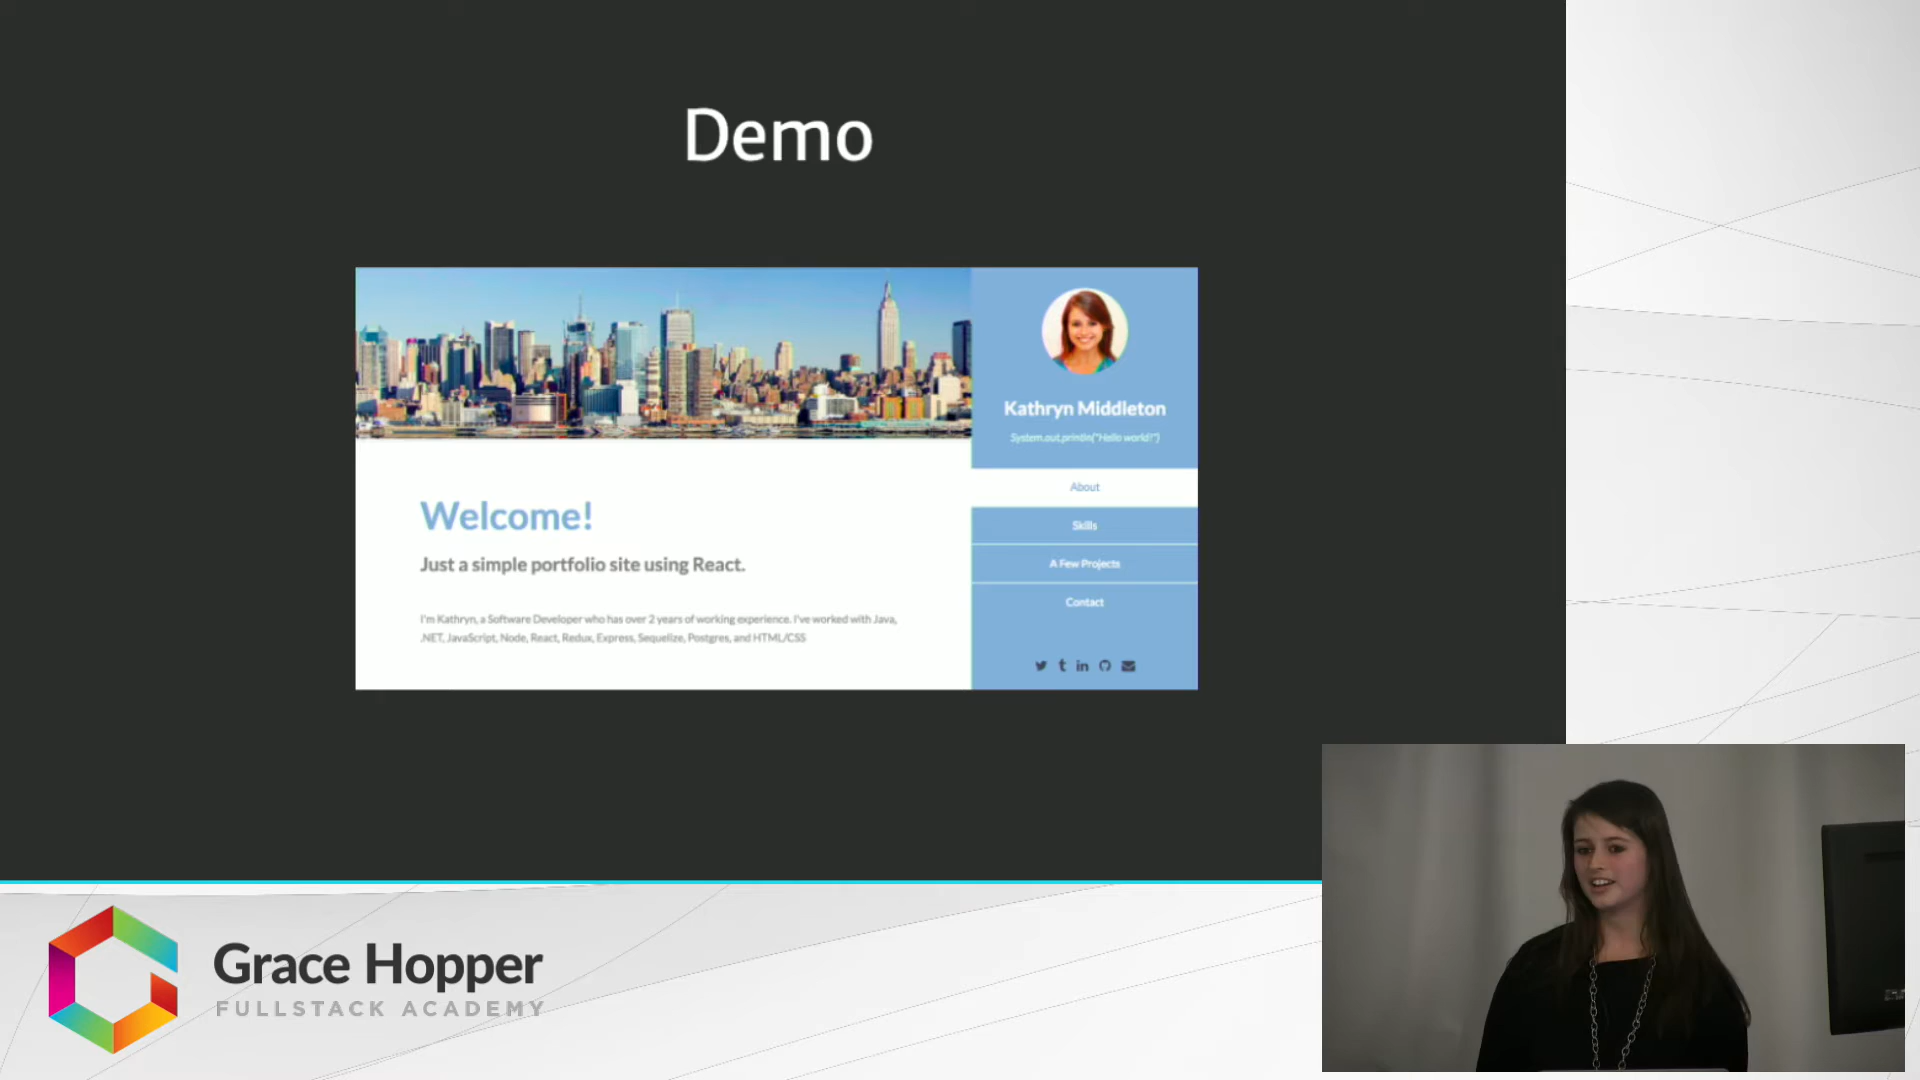 Demo
Kathryn Middleton
System.out.println("Hello world!")
About
Skills
A Few Projects
Contact
Welcome!
Just a simple portfolio site using React.
I'm Kathryn, a Software Developer who has over 2 years of working experience. I've worked with Java,
.NET, JavaScript, Node, React, Redux, Express, Sequelize, Postgres, and HTML/CSS
Grace Hopper
FULLSTACK ACADEMY